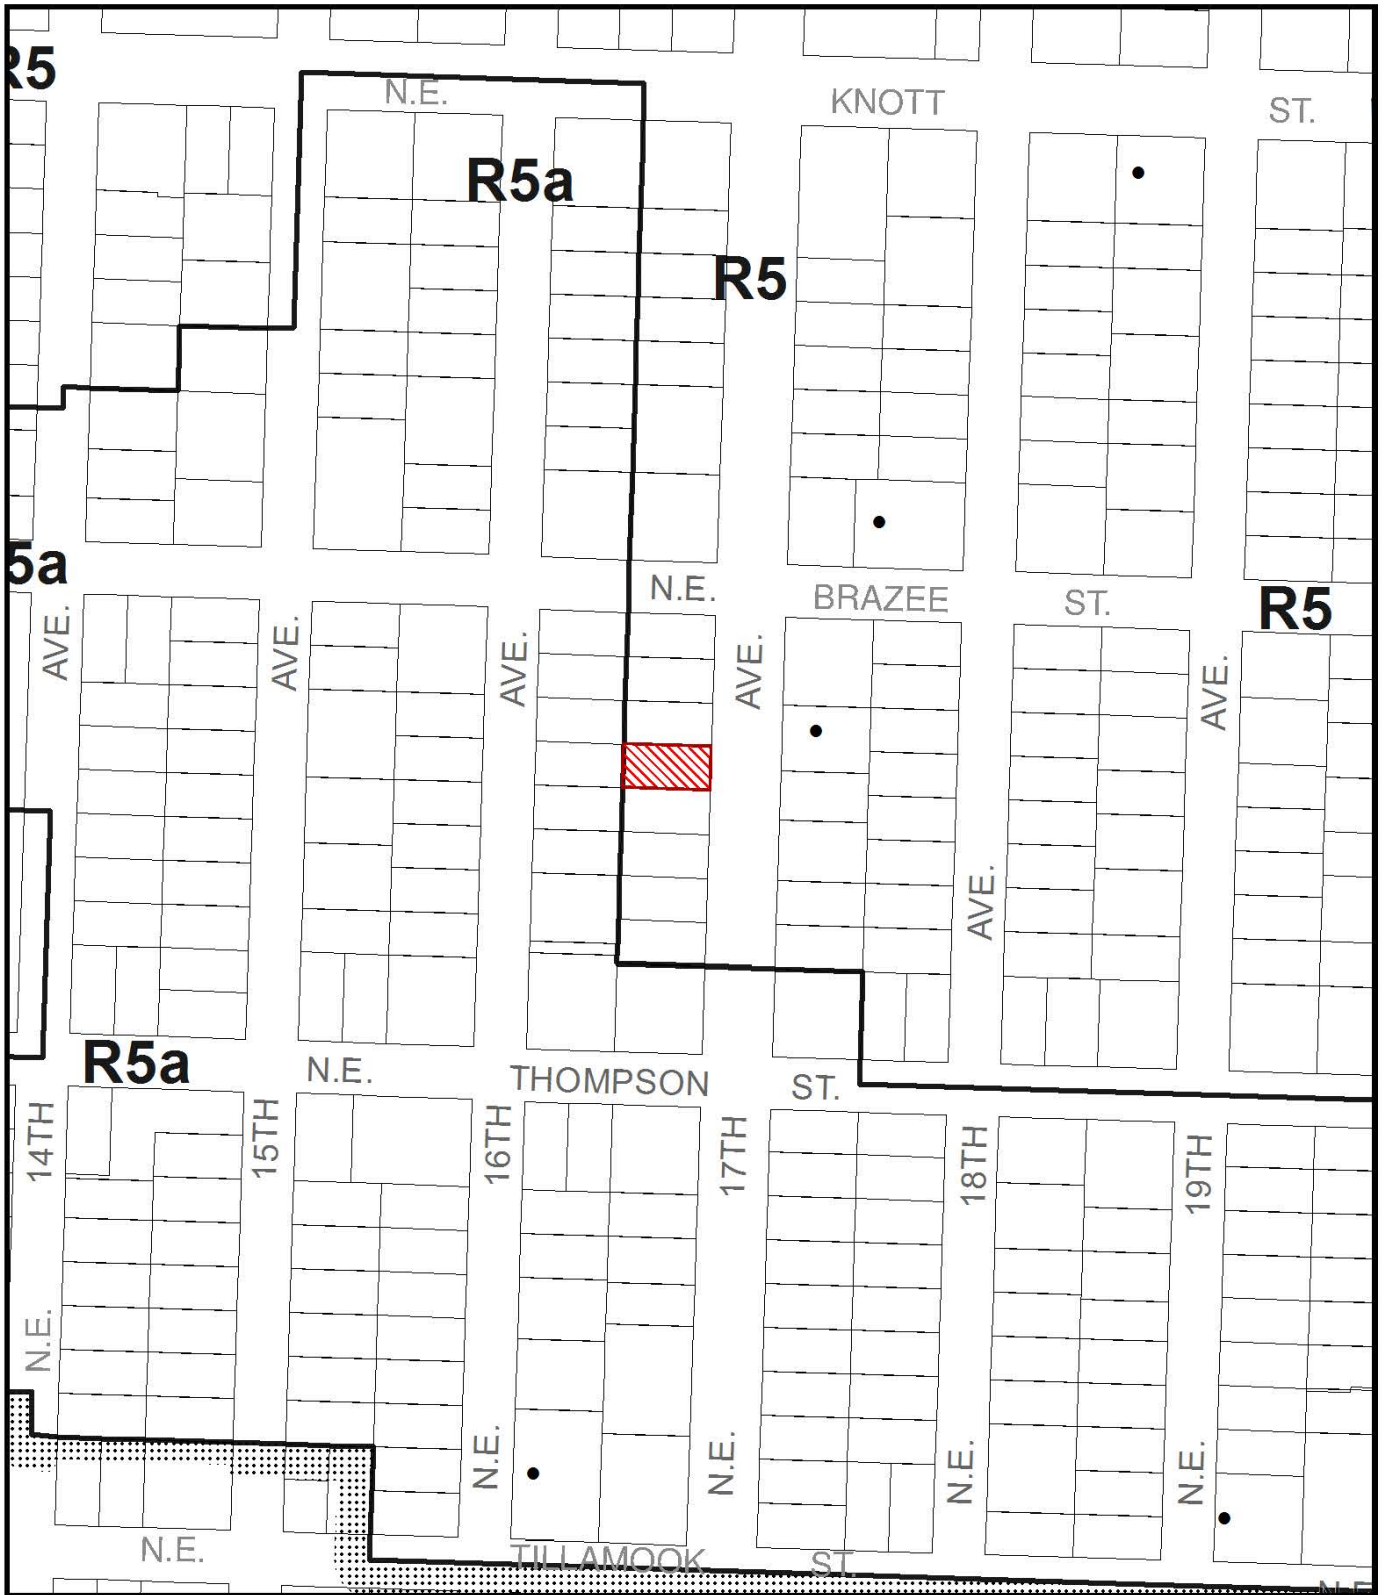 R5
N.E.
KNOTT
ST.
R5a
R5
5a
N.E.
BRAZEE
ST.
R5
AVE.
AVE.
AVE.
AVE.
AVE.
AVE.
R5a
N.E.
THOMPSON
ST.
14TH
15TH
16TH
17TH
18TH
19TH
N.E.
N.E.
N.E.
N.E.
N.E.
N.E.
TILLAMOOK
ST.
N.E.